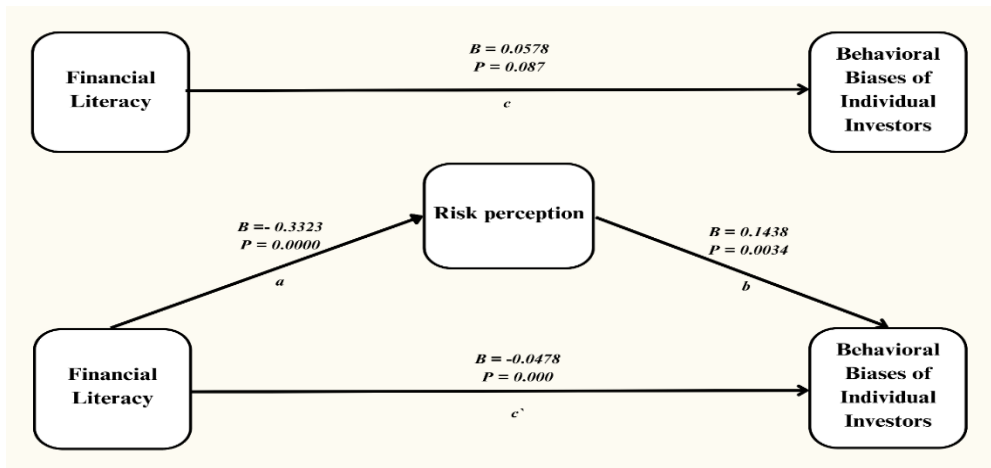 Financial
Literacy
B = 0.0578
P = 0.087
c
Behavioral
Biases of
Individual
Investors
Risk perception
B =- 0.3323
P = 0.0000
a
B = 0.1438
P = 0.0034
b
Financial
Literacy
B = -0.0478
P = 0.000
c`
Behavioral
Biases of
Individual
Investors